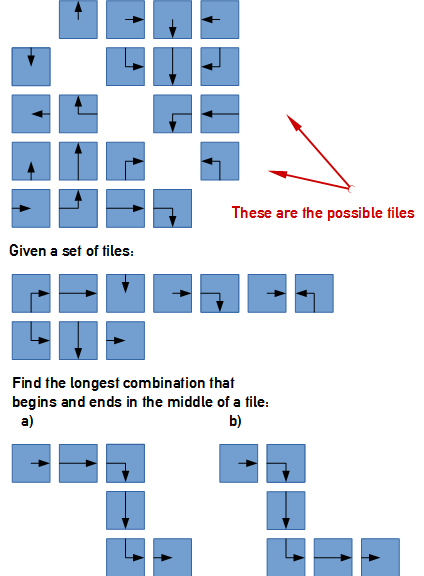 These are the possible tiles
Given a set of tiles:
Find the longest combination that
begins and ends in the middle of a tile:
a) b)